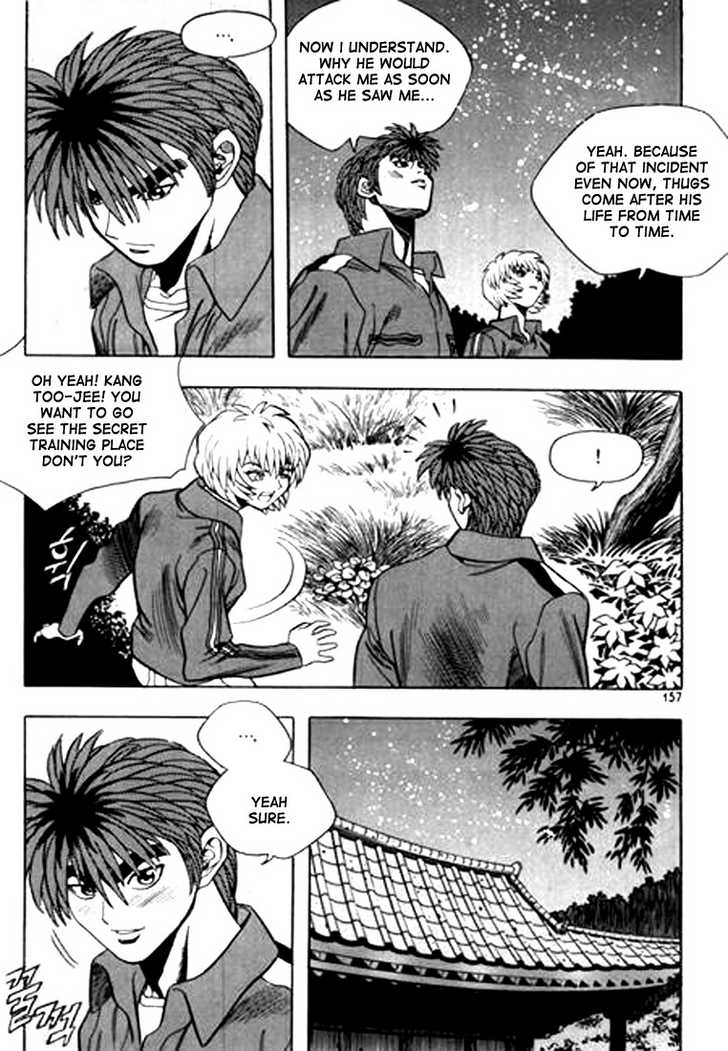 ....
NOW I UNDERSTAND.
WHY HE WOULD
ATTACK ME AS SOON
AS HE SAW ME...
YEAH. BECAUSE
OF THAT INCIDENT
EVEN NOW, THUGS
COME AFTER HIS
LIFE FROM TIME
TO TIME.
OH YEAH! KANG
TOO-JEE! YOU
WANT TO GO
SEE THE SECRET
TRAINING PLACE
DON'T YOU?
!
157
....
YEAH
SURE.